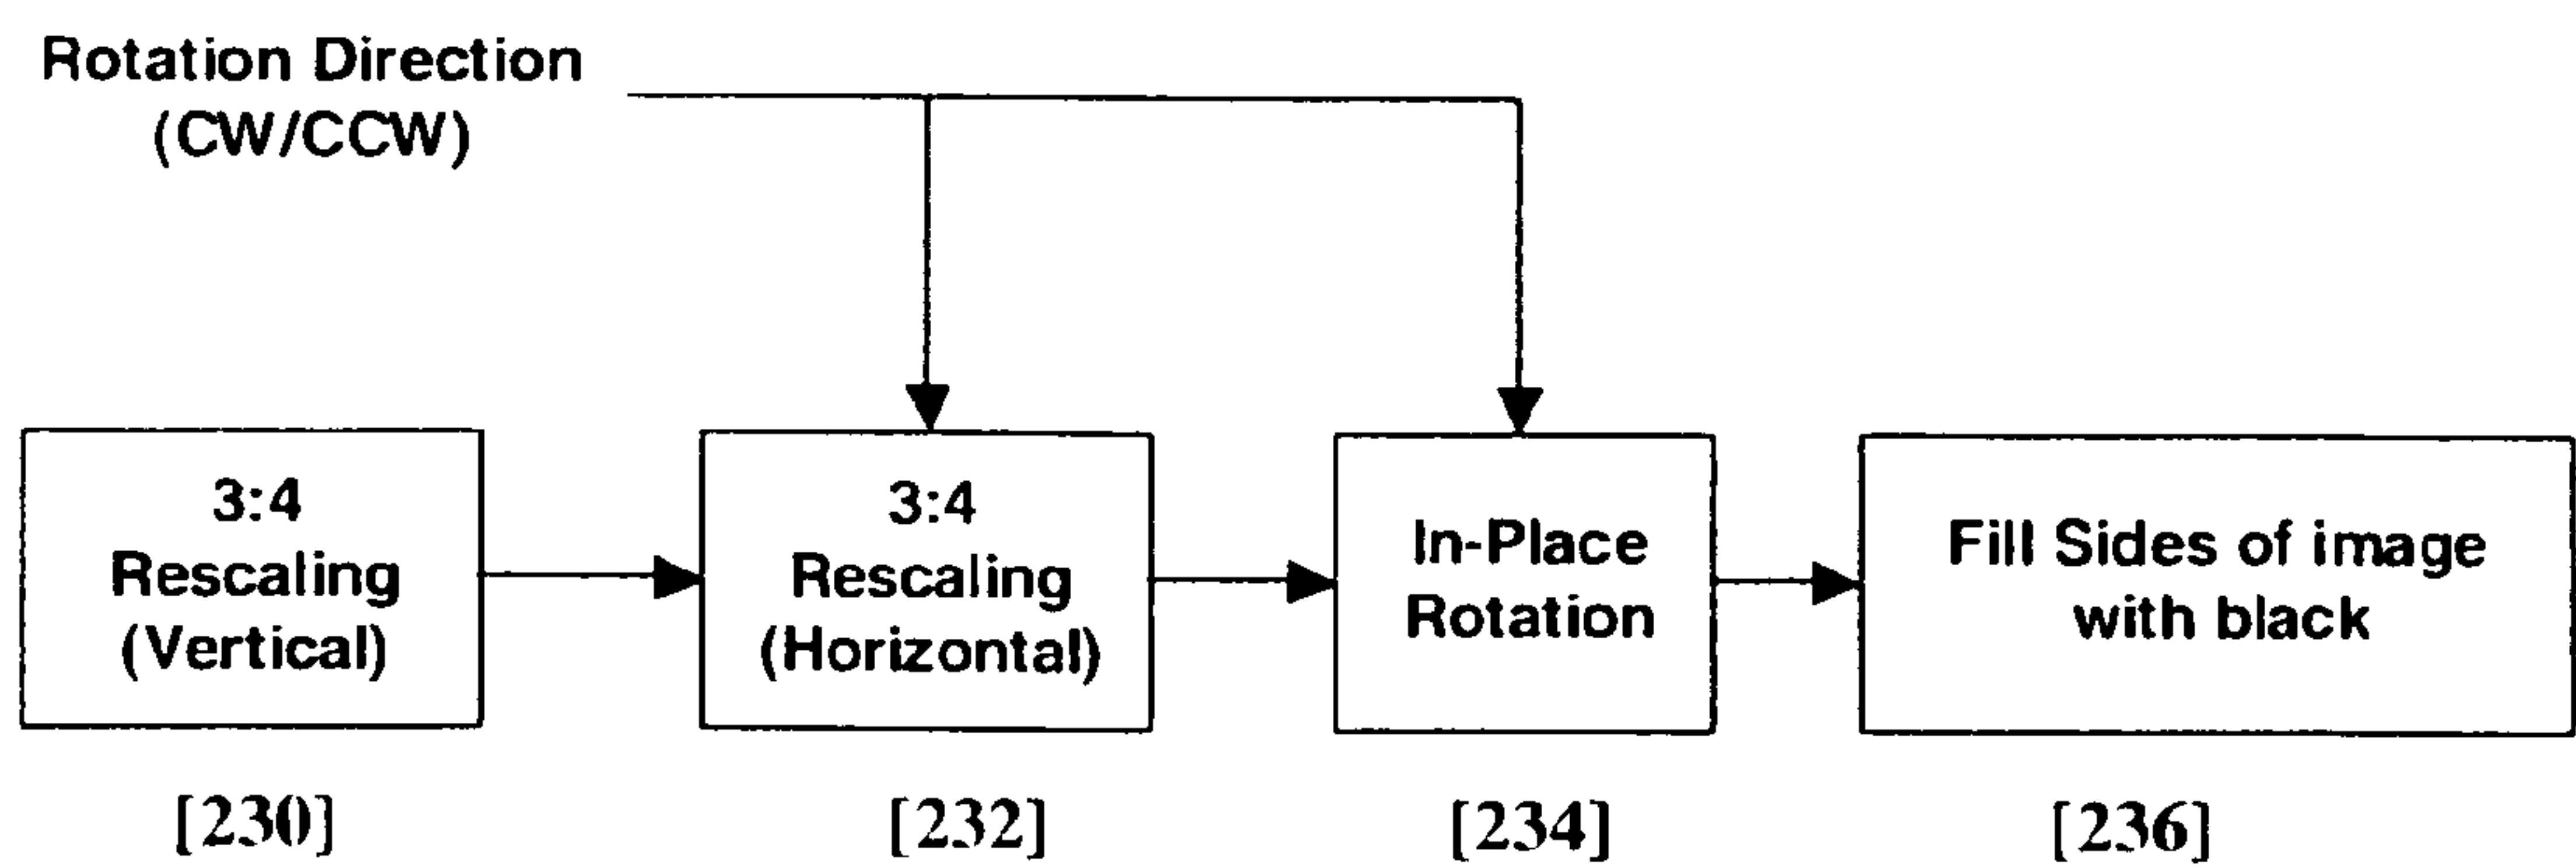 Rotation Direction
(CW/CCW)
3:4
Rescaling
(Vertical)
3:4
Rescaling
(Horizontal)
In-Place
Rotation
Fill Sides of image
with black
[230]
[232]
[234]
[236]